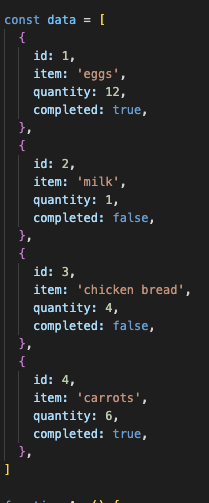 const data = [
  {
    id: 1,
    item: 'eggs',
    quantity: 12,
    completed: true,
  },
  {
    id: 2,
    item: 'milk',
    quantity: 1,
    completed: false,
  },
  {
    id: 3,
    item: 'chicken bread',
    quantity: 4,
    completed: false,
  },
  {
    id: 4,
    item: 'carrots',
    quantity: 6,
    completed: true,
  },
]